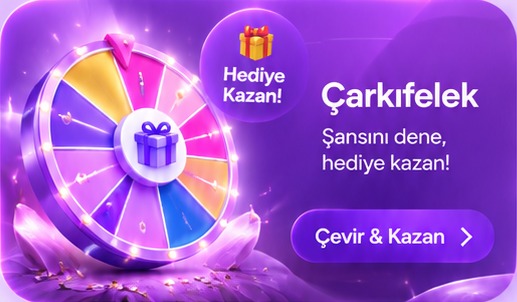 Hediye
Kazan!
Çarkıfelek
Şansını dene,
hediye kazan!
Çevir & Kazan